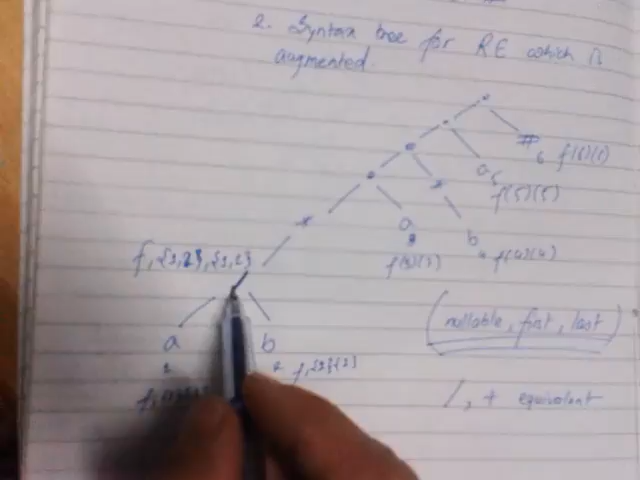 2. Syntax tree for RE which is
augmented.
#
6 f{6}{6}
a
5
f{5}{5}
*
*
a
3
f{3}{3}
b
4 f{4}{4}
f, {1,2}, {1,2}
(nullable, first, last)
a
b
2 f, {2}{2}
/, + equivalent